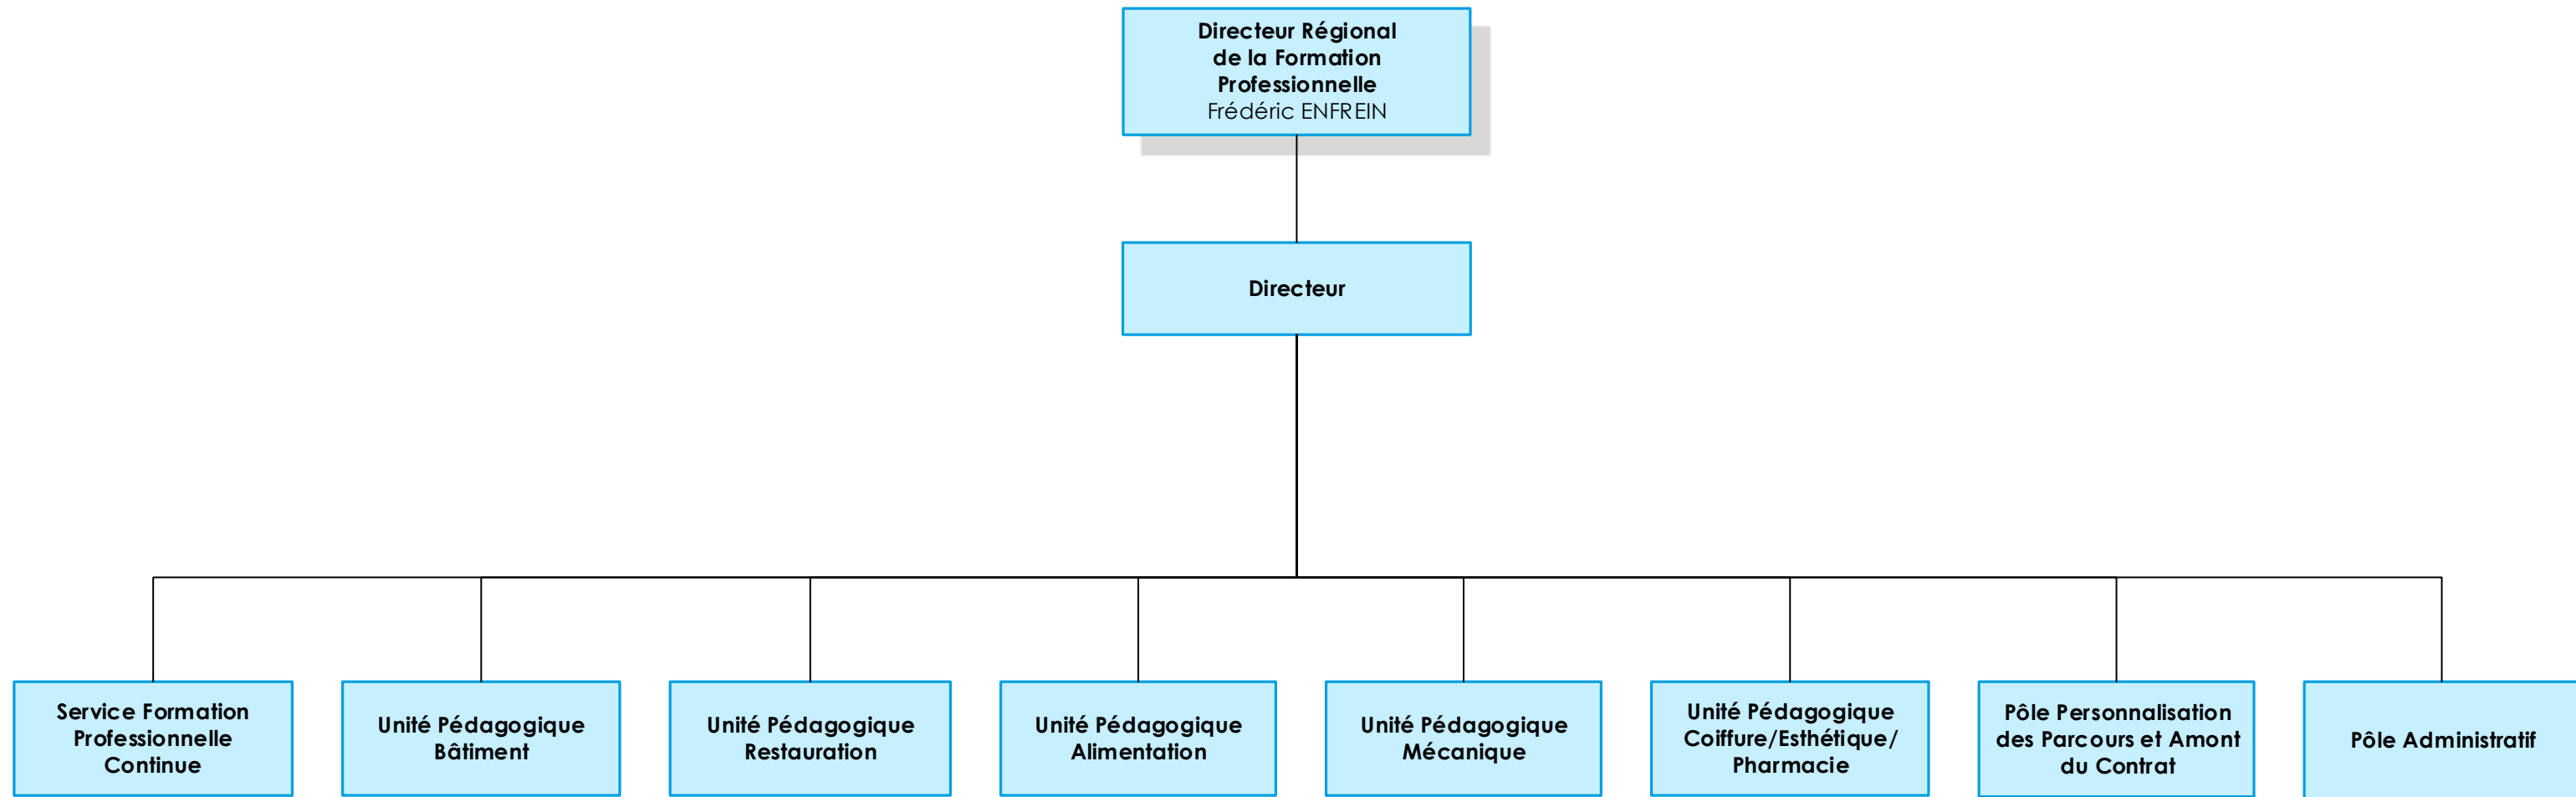 Directeur Régional
de la Formation
Professionnelle
Frédéric ENFREIN
Directeur
Service Formation
Professionnelle
Continue
Unité Pédagogique
Bâtiment
Unité Pédagogique
Restauration
Unité Pédagogique
Alimentation
Unité Pédagogique
Mécanique
Unité Pédagogique
Coiffure/Esthétique/
Pharmacie
Pôle Personnalisation
des Parcours et Amont
du Contrat
Pôle Administratif